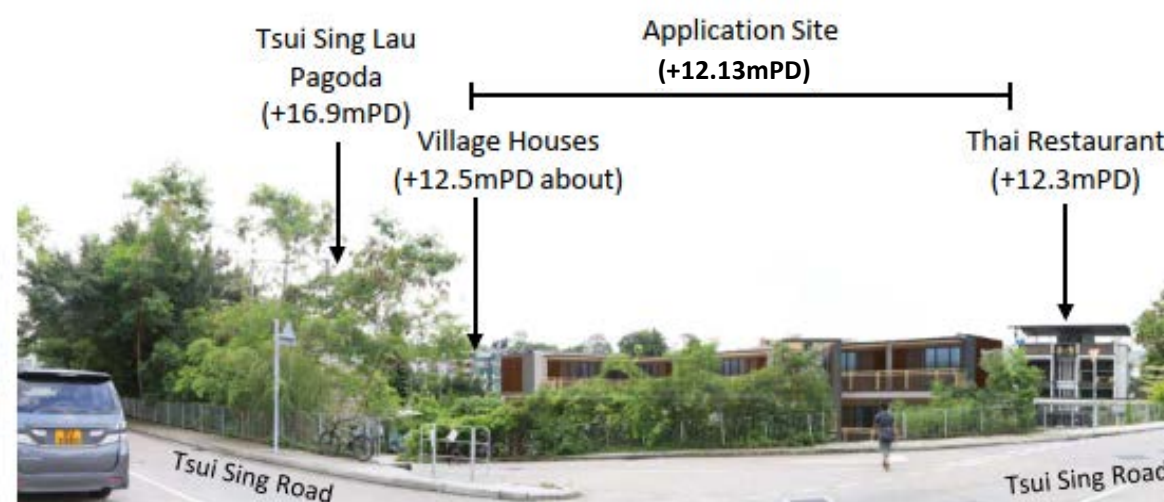 Tsui Sing Lau
Pagoda
(+16.9mPD)
Application Site
(+12.13mPD)
Village Houses
(+12.5mPD about)
Thai Restaurant
(+12.3mPD)
Tsui Sing Road
Tsui Sing Road